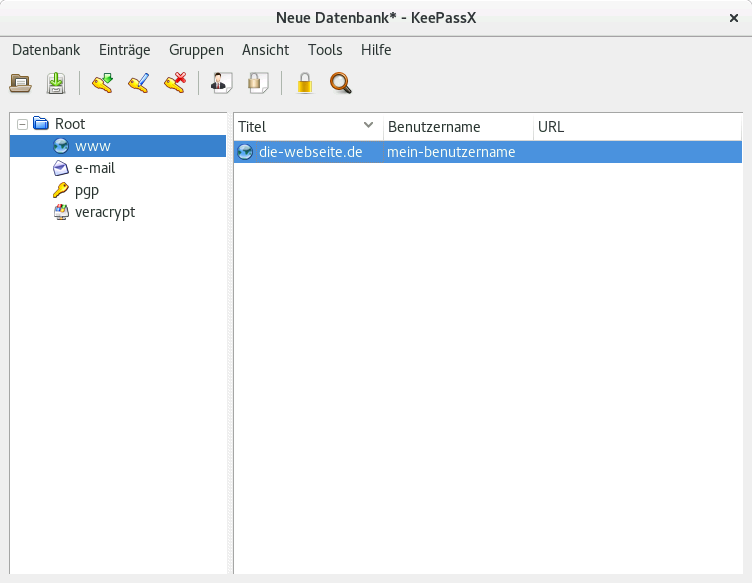 Neue Datenbank* - KeePassX
Datenbank Einträge Gruppen Ansicht Tools Hilfe
Root
www
e-mail
pgp
veracrypt
Titel Benutzername URL
die-webseite.de mein-benutzername